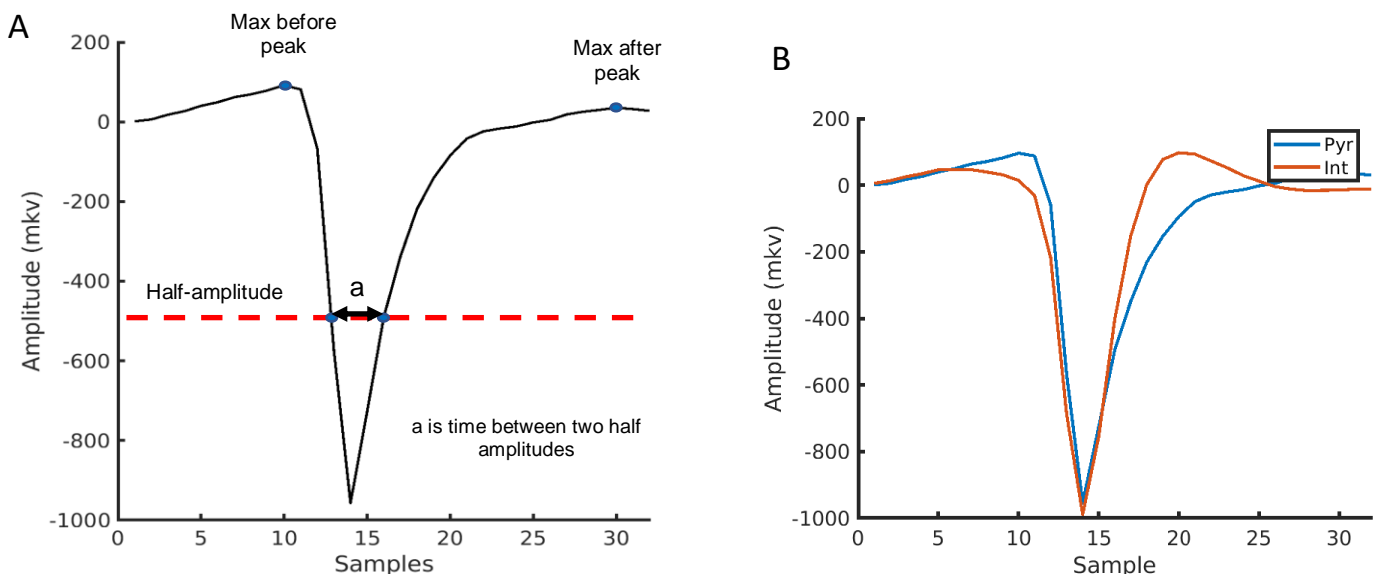 A
Max before
peak
Max after
peak
200
0
-200
-400
-600
-800
-1000
Amplitude (mkv)
Half-amplitude
a
a is time between two half
amplitudes
0
5
10
15
20
25
30
Samples
B
200
0
-200
-400
-600
-800
-1000
Amplitude (mkv)
Pyr
Int
0
5
10
15
20
25
30
Sample